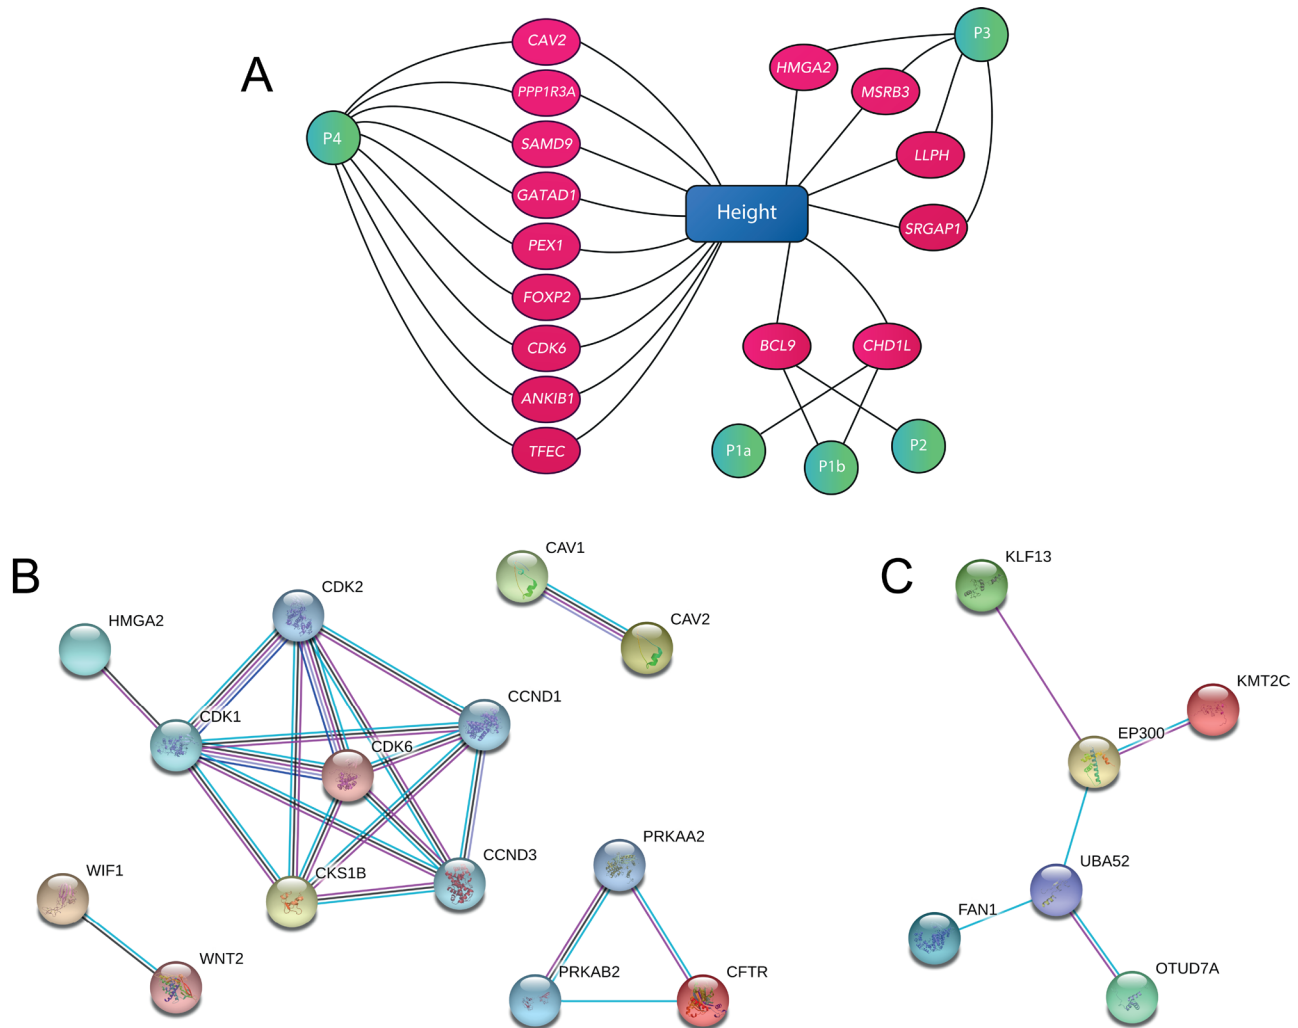 A
CAV2
PPP1R3A
SAMD9
GATAD1
PEX1
FOXP2
CDK6
ANKIB1
TFEC
P4
Height
HMGA2
MSRB3
LLPH
SRGAP1
P3
BCL9
CHD1L
P1a
P1b
P2
B
HMGA2
CDK2
CDK1
CCND1
CDK6
CKS1B
CCND3
CAV1
CAV2
WIF1
WNT2
PRKAA2
PRKAB2
CFTR
C
KLF13
KMT2C
EP300
UBA52
FAN1
OTUD7A